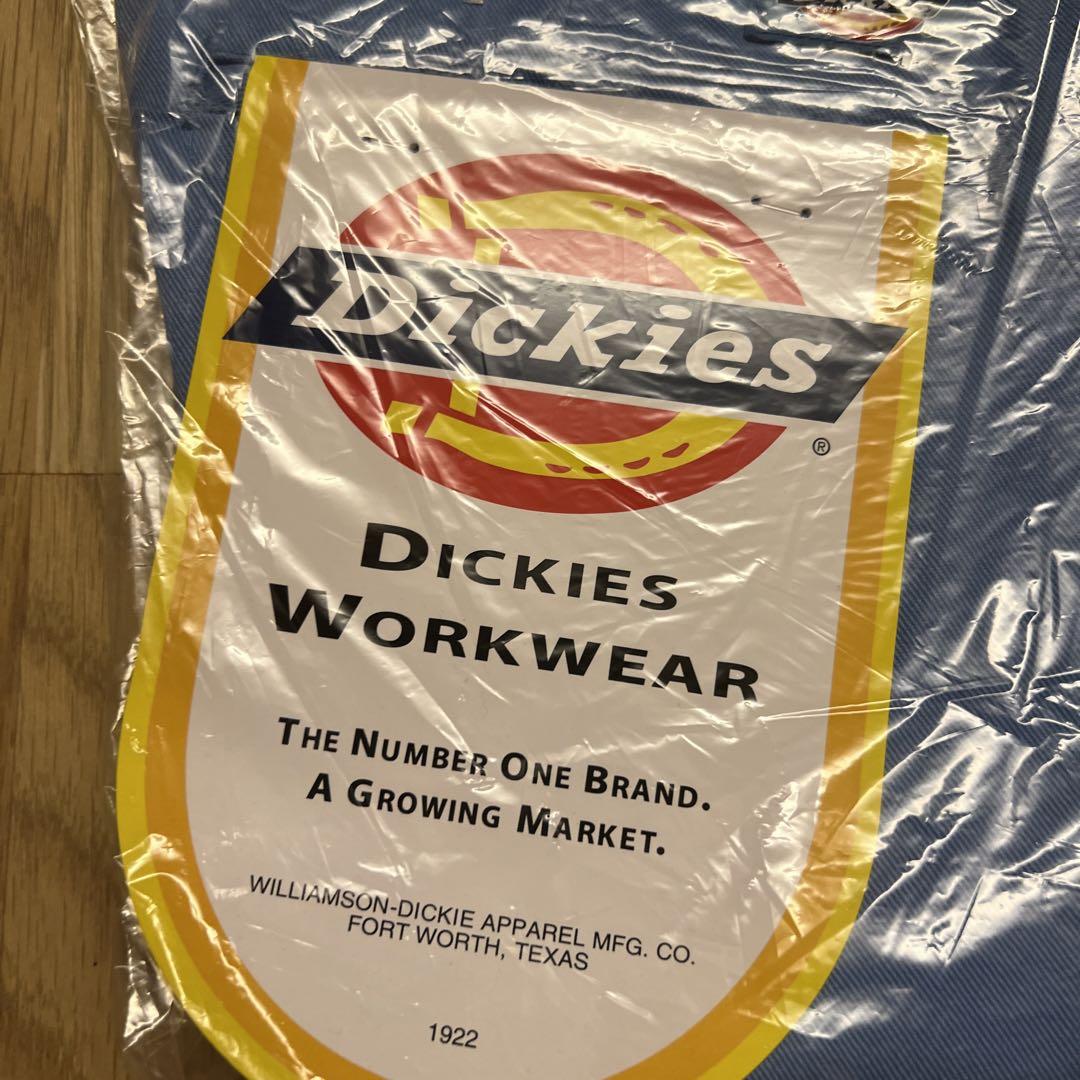 Dickies
®
DICKIES
WORKWEAR
THE NUMBER ONE BRAND.
A GROWING MARKET.
WILLIAMSON-DICKIE APPAREL MFG. CO.
FORT WORTH, TEXAS
1922